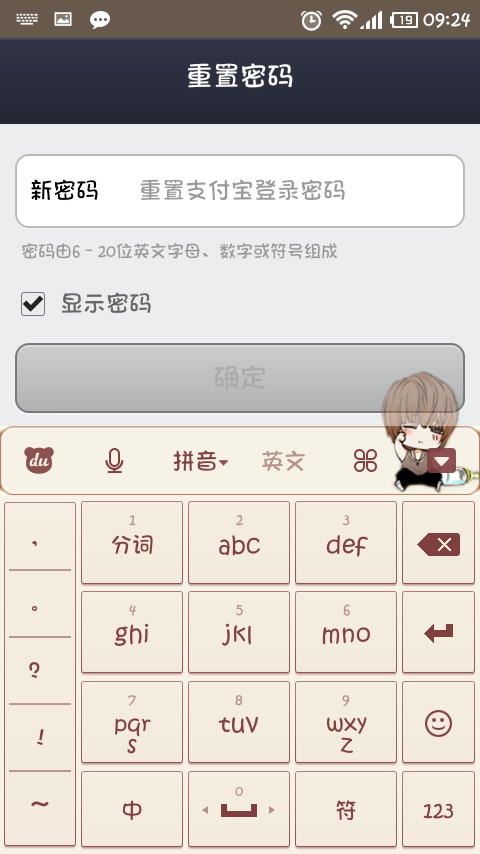 19 09:24
重置密码
新密码 重置支付宝登录密码
密码由6 - 20位英文字母、数字或符号组成
显示密码
确定
du 拼音 英文
, 1 分词 2 abc 3 def
。 4 ghi 5 jkl 6 mno
? 7 pqrs 8 tuv 9 wxyz
!
~ 中 0 符 123